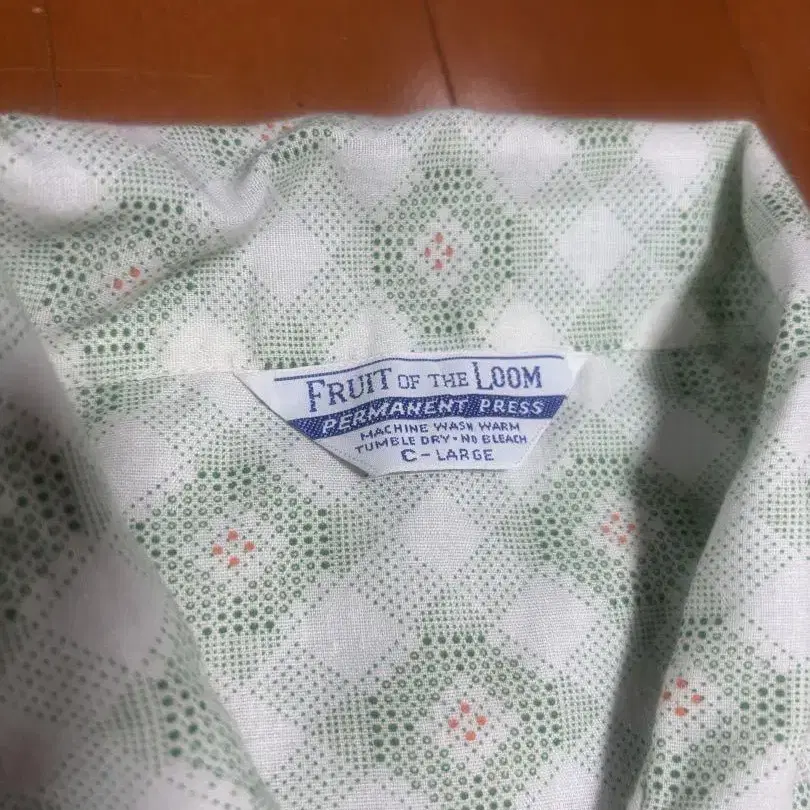 FRUIT OF THE LOOM
PERMANENT PRESS
MACHINE WASH WARM
TUMBLE DRY • NO BLEACH
C-LARGE